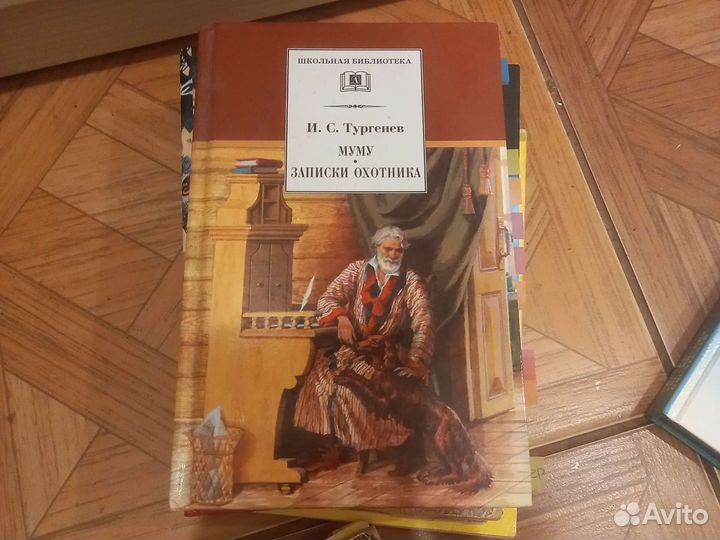 ШКОЛЬНАЯ БИБЛИОТЕКА
И. С. Тургенев
МУМУ
•
ЗАПИСКИ ОХОТНИКА
Avito